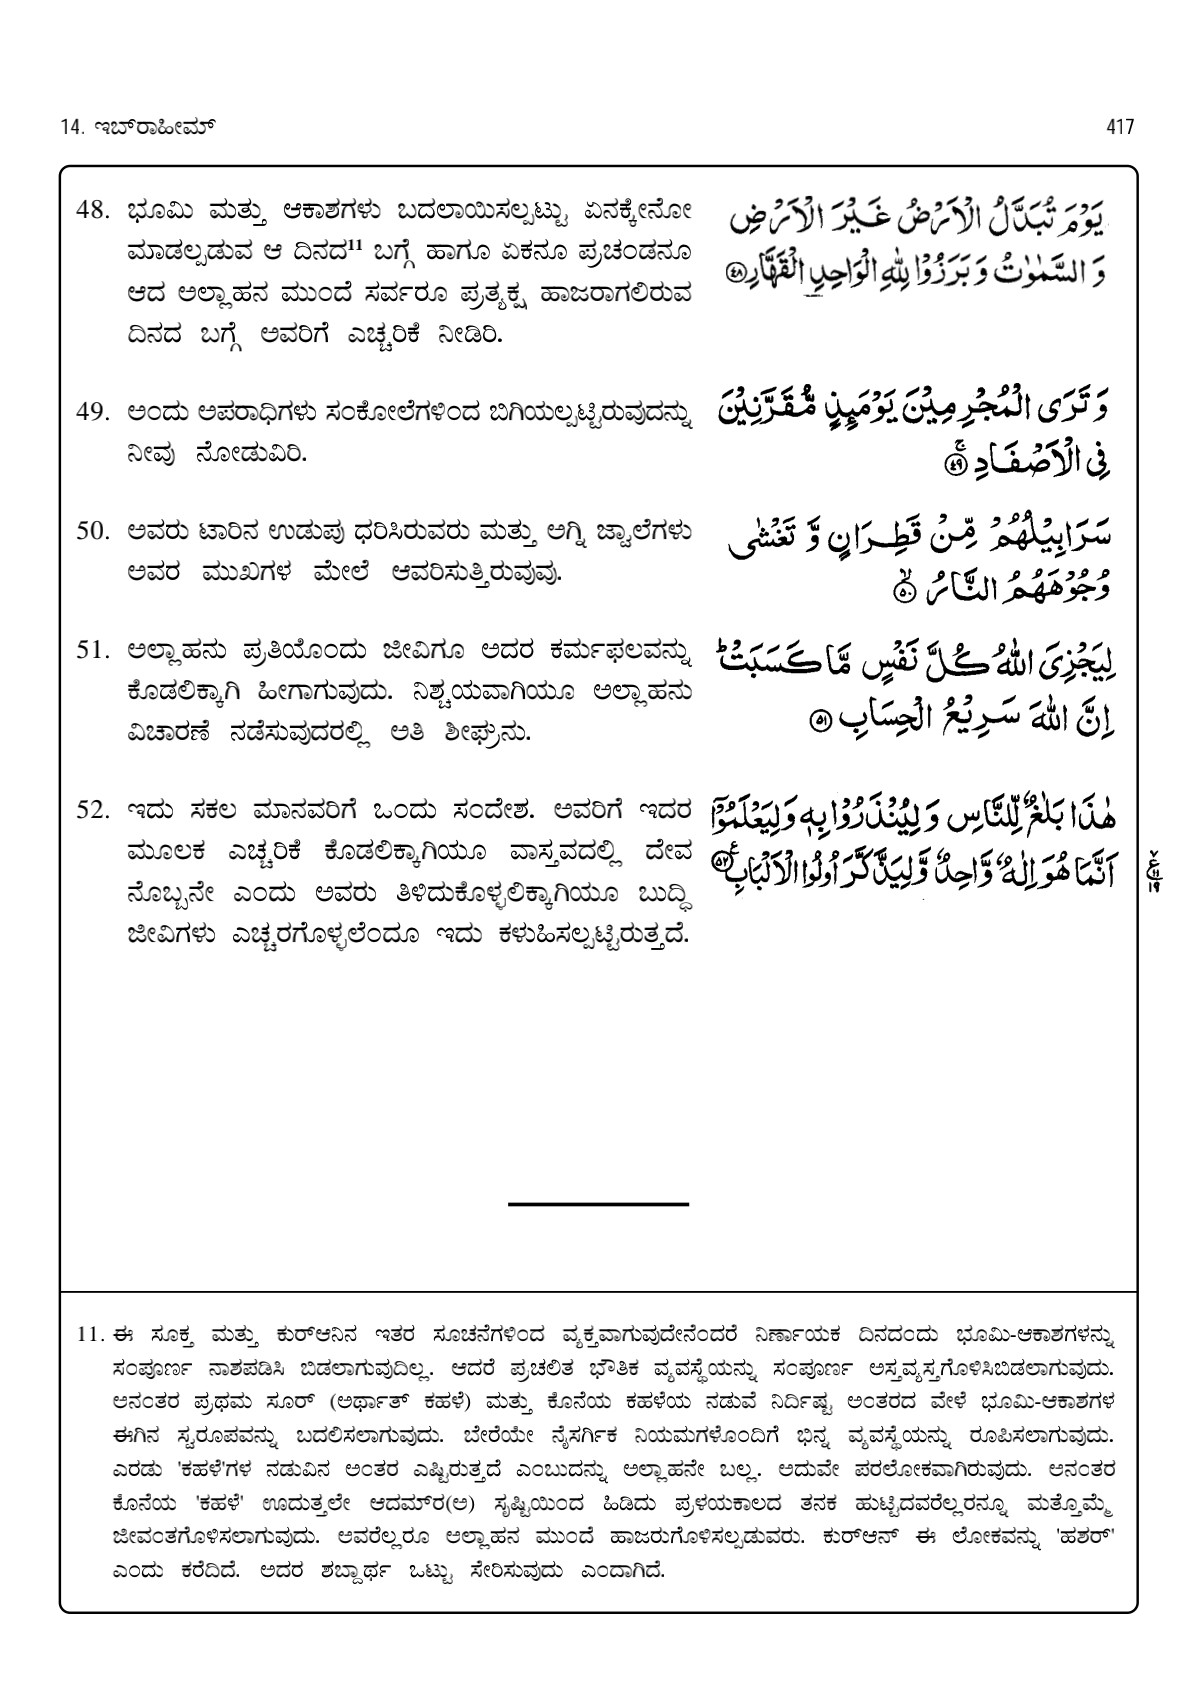 14. ಇಬ್‌ರಾಹೀಮ್
417
48. ಭೂಮಿ ಮತ್ತು ಆಕಾಶಗಳು ಬದಲಾಯಿಸಲ್ಪಟ್ಟು ಏನಕ್ಕೇನೋ
ಮಾಡಲ್ಪಡುವ ಆ ದಿನದ¹¹ ಬಗ್ಗೆ ಹಾಗೂ ಏಕನೂ ಪ್ರಚಂಡನೂ
ಆದ ಅಲ್ಲಾಹನ ಮುಂದೆ ಸರ್ವರೂ ಪ್ರತ್ಯಕ್ಷ ಹಾಜರಾಗಲಿರುವ
ದಿನದ ಬಗ್ಗೆ ಅವರಿಗೆ ಎಚ್ಚರಿಕೆ ನೀಡಿರಿ.
يَوْمَ تُبَدَّلُ الْاَرْضُ غَيْرَ الْاَرْضِ
وَ السَّمٰوٰتُ وَ بَرَزُوْا لِلّٰهِ الْوَاحِدِ الْقَهَّارِ ۝۴۸
49. ಅಂದು ಅಪರಾಧಿಗಳು ಸಂಕೋಲೆಗಳಿಂದ ಬಿಗಿಯಲ್ಪಟ್ಟಿರುವುದನ್ನು
ನೀವು ನೋಡುವಿರಿ.
وَ تَرَى الْمُجْرِمِيْنَ يَوْمَىِٕذٍ مُّقَرَّنِيْنَ
فِى الْاَصْفَادِ ۝۴۹ۚ
50. ಅವರು ಟಾರಿನ ಉಡುಪು ಧರಿಸಿರುವರು ಮತ್ತು ಅಗ್ನಿ ಜ್ವಾಲೆಗಳು
ಅವರ ಮುಖಗಳ ಮೇಲೆ ಆವರಿಸುತ್ತಿರುವುವು.
سَرَابِيْلُهُمْ مِّنْ قَطِرَانٍ وَّ تَغْشٰى
وُجُوْهَهُمُ النَّارُ ۝۵۰ۙ
51. ಅಲ್ಲಾಹನು ಪ್ರತಿಯೊಂದು ಜೀವಿಗೂ ಅದರ ಕರ್ಮಫಲವನ್ನು
ಕೊಡಲಿಕ್ಕಾಗಿ ಹೀಗಾಗುವುದು. ನಿಶ್ಚಯವಾಗಿಯೂ ಅಲ್ಲಾಹನು
ವಿಚಾರಣೆ ನಡೆಸುವುದರಲ್ಲಿ ಅತಿ ಶೀಘ್ರನು.
لِيَجْزِىَ اللّٰهُ كُلَّ نَفْسٍ مَّا كَسَبَتْ ؕ
اِنَّ اللّٰهَ سَرِيْعُ الْحِسَابِ ۝۵۱
52. ಇದು ಸಕಲ ಮಾನವರಿಗೆ ಒಂದು ಸಂದೇಶ. ಅವರಿಗೆ ಇದರ
ಮೂಲಕ ಎಚ್ಚರಿಕೆ ಕೊಡಲಿಕ್ಕಾಗಿಯೂ ವಾಸ್ತವದಲ್ಲಿ ದೇವ
ನೊಬ್ಬನೇ ಎಂದು ಅವರು ತಿಳಿದುಕೊಳ್ಳಲಿಕ್ಕಾಗಿಯೂ ಬುದ್ಧಿ
ಜೀವಿಗಳು ಎಚ್ಚರಗೊಳ್ಳಲೆಂದೂ ಇದು ಕಳುಹಿಸಲ್ಪಟ್ಟಿರುತ್ತದೆ.
هٰذَا بَلٰغٌ لِّلنَّاسِ وَ لِيُنْذَرُوْا بِهٖ وَ لِيَعْلَمُوْۤا
اَنَّمَا هُوَ اِلٰهٌ وَّاحِدٌ وَّ لِيَذَّكَّرَ اُولُوا الْاَلْبَابِ ۝۵۲ع
11. ಈ ಸೂಕ್ತ ಮತ್ತು ಕುರ್‌ಆನಿನ ಇತರ ಸೂಚನೆಗಳಿಂದ ವ್ಯಕ್ತವಾಗುವುದೇನೆಂದರೆ ನಿರ್ಣಾಯಕ ದಿನದಂದು ಭೂಮಿ-ಆಕಾಶಗಳನ್ನು
ಸಂಪೂರ್ಣ ನಾಶಪಡಿಸಿ ಬಿಡಲಾಗುವುದಿಲ್ಲ. ಆದರೆ ಪ್ರಚಲಿತ ಭೌತಿಕ ವ್ಯವಸ್ಥೆಯನ್ನು ಸಂಪೂರ್ಣ ಅಸ್ತವ್ಯಸ್ತಗೊಳಿಸಿಬಿಡಲಾಗುವುದು.
ಆನಂತರ ಪ್ರಥಮ ಸೂರ್ (ಅರ್ಥಾತ್ ಕಹಳೆ) ಮತ್ತು ಕೊನೆಯ ಕಹಳೆಯ ನಡುವೆ ನಿರ್ದಿಷ್ಟ ಅಂತರದ ವೇಳೆ ಭೂಮಿ-ಆಕಾಶಗಳ
ಈಗಿನ ಸ್ವರೂಪವನ್ನು ಬದಲಿಸಲಾಗುವುದು. ಬೇರೆಯೇ ನೈಸರ್ಗಿಕ ನಿಯಮಗಳೊಂದಿಗೆ ಭಿನ್ನ ವ್ಯವಸ್ಥೆಯನ್ನು ರೂಪಿಸಲಾಗುವುದು.
ಎರಡು 'ಕಹಳೆ'ಗಳ ನಡುವಿನ ಅಂತರ ಎಷ್ಟಿರುತ್ತದೆ ಎಂಬುದನ್ನು ಅಲ್ಲಾಹನೇ ಬಲ್ಲ. ಅದುವೇ ಪರಲೋಕವಾಗಿರುವುದು. ಆನಂತರ
ಕೊನೆಯ 'ಕಹಳೆ' ಊದುತ್ತಲೇ ಆದಮ್‌ರ(ಅ) ಸೃಷ್ಟಿಯಿಂದ ಹಿಡಿದು ಪ್ರಳಯಕಾಲದ ತನಕ ಹುಟ್ಟಿದವರೆಲ್ಲರನ್ನೂ ಮತ್ತೊಮ್ಮೆ
ಜೀವಂತಗೊಳಿಸಲಾಗುವುದು. ಅವರೆಲ್ಲರೂ ಅಲ್ಲಾಹನ ಮುಂದೆ ಹಾಜರುಗೊಳಿಸಲ್ಪಡುವರು. ಕುರ್‌ಆನ್ ಈ ಲೋಕವನ್ನು 'ಹಶರ್'
ಎಂದು ಕರೆದಿದೆ. ಅದರ ಶಬ್ದಾರ್ಥ ಒಟ್ಟು ಸೇರಿಸುವುದು ಎಂದಾಗಿದೆ.